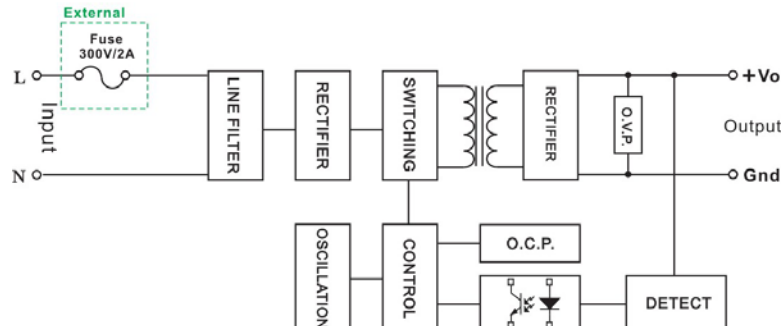 External
Fuse
300V/2A
L
Input
N
LINE FILTER
RECTIFIER
SWITCHING
RECTIFIER
O.V.P.
+Vo
Output
Gnd
OSCILLATION
CONTROL
O.C.P.
DETECT